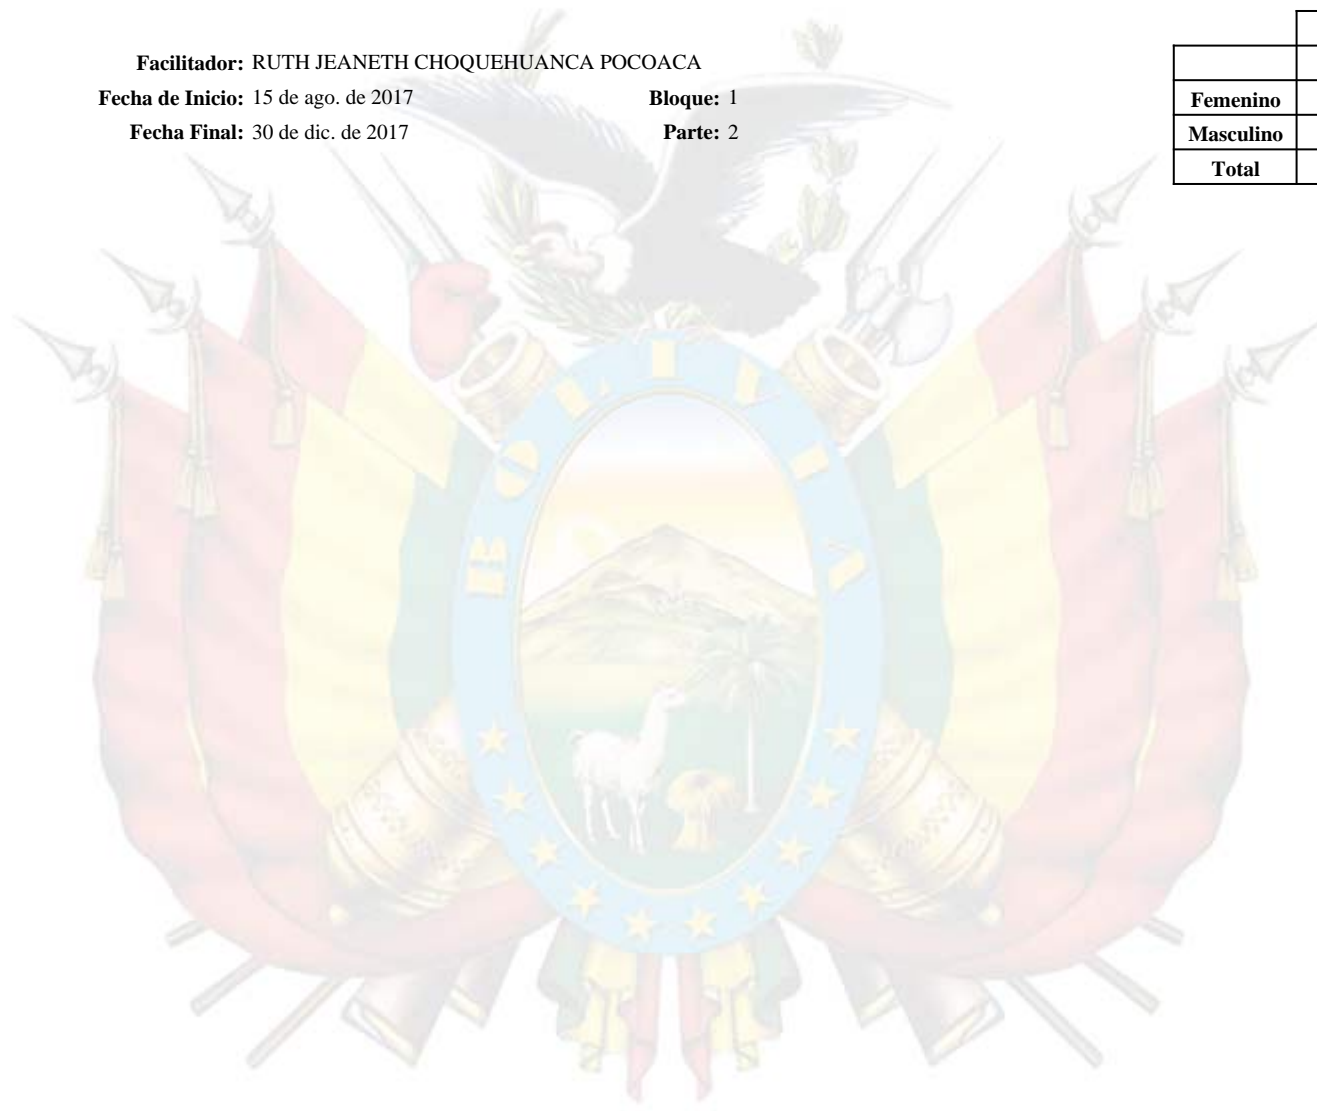 Facilitador: RUTH JEANETH CHOQUEHUANCA POCOACA
Fecha de Inicio: 15 de ago. de 2017 Bloque: 1
Fecha Final: 30 de dic. de 2017 Parte: 2
Femenino
Masculino
Total
BOLIVIA